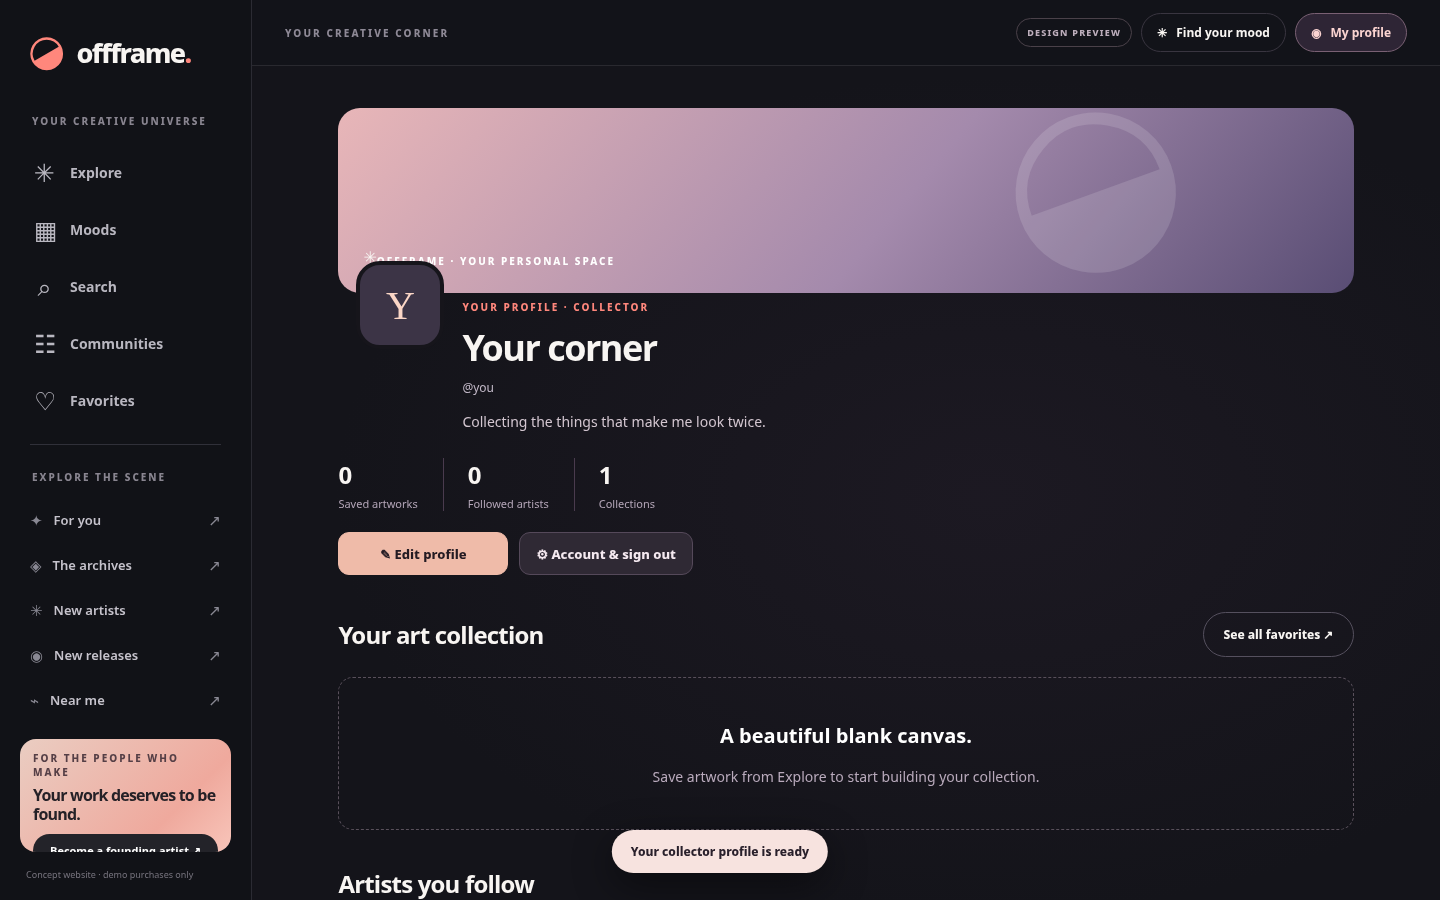 offframe.
YOUR CREATIVE UNIVERSE
Explore
Moods
Search
Communities
Favorites
EXPLORE THE SCENE
For you
The archives
New artists
New releases
Near me
FOR THE PEOPLE WHO
MAKE
Your work deserves to be
found.
Become a founding artist ↗
Concept website · demo purchases only
YOUR CREATIVE CORNER
DESIGN PREVIEW
Find your mood
My profile
OFFFRAME · YOUR PERSONAL SPACE
Y
YOUR PROFILE · COLLECTOR
Your corner
@you
Collecting the things that make me look twice.
0
Saved artworks
0
Followed artists
1
Collections
✎ Edit profile
⚙ Account & sign out
Your art collection
See all favorites ↗
A beautiful blank canvas.
Save artwork from Explore to start building your collection.
Your collector profile is ready
Artists you follow